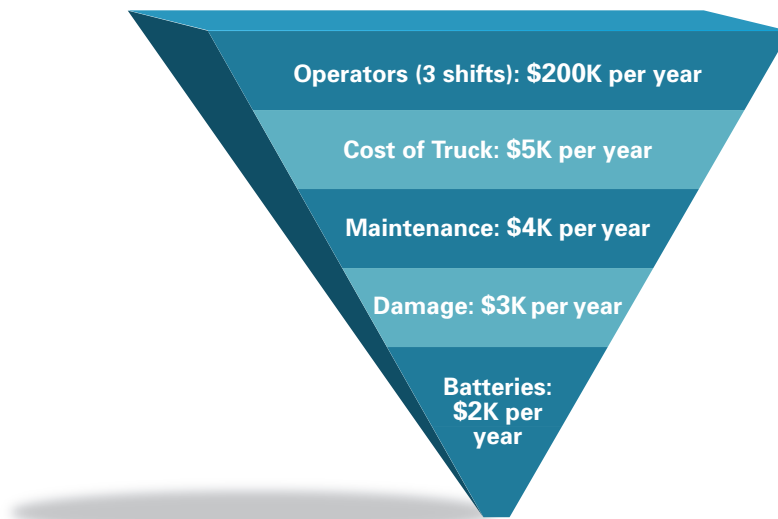 Operators (3 shifts): $200K per year
Cost of Truck: $5K per year
Maintenance: $4K per year
Damage: $3K per year
Batteries:
$2K per
year